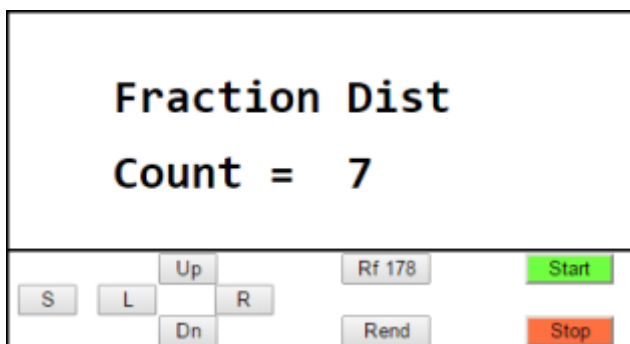 Fraction Dist
Count = 7
Up Rf 178 Start
S L R
Dn Rend Stop